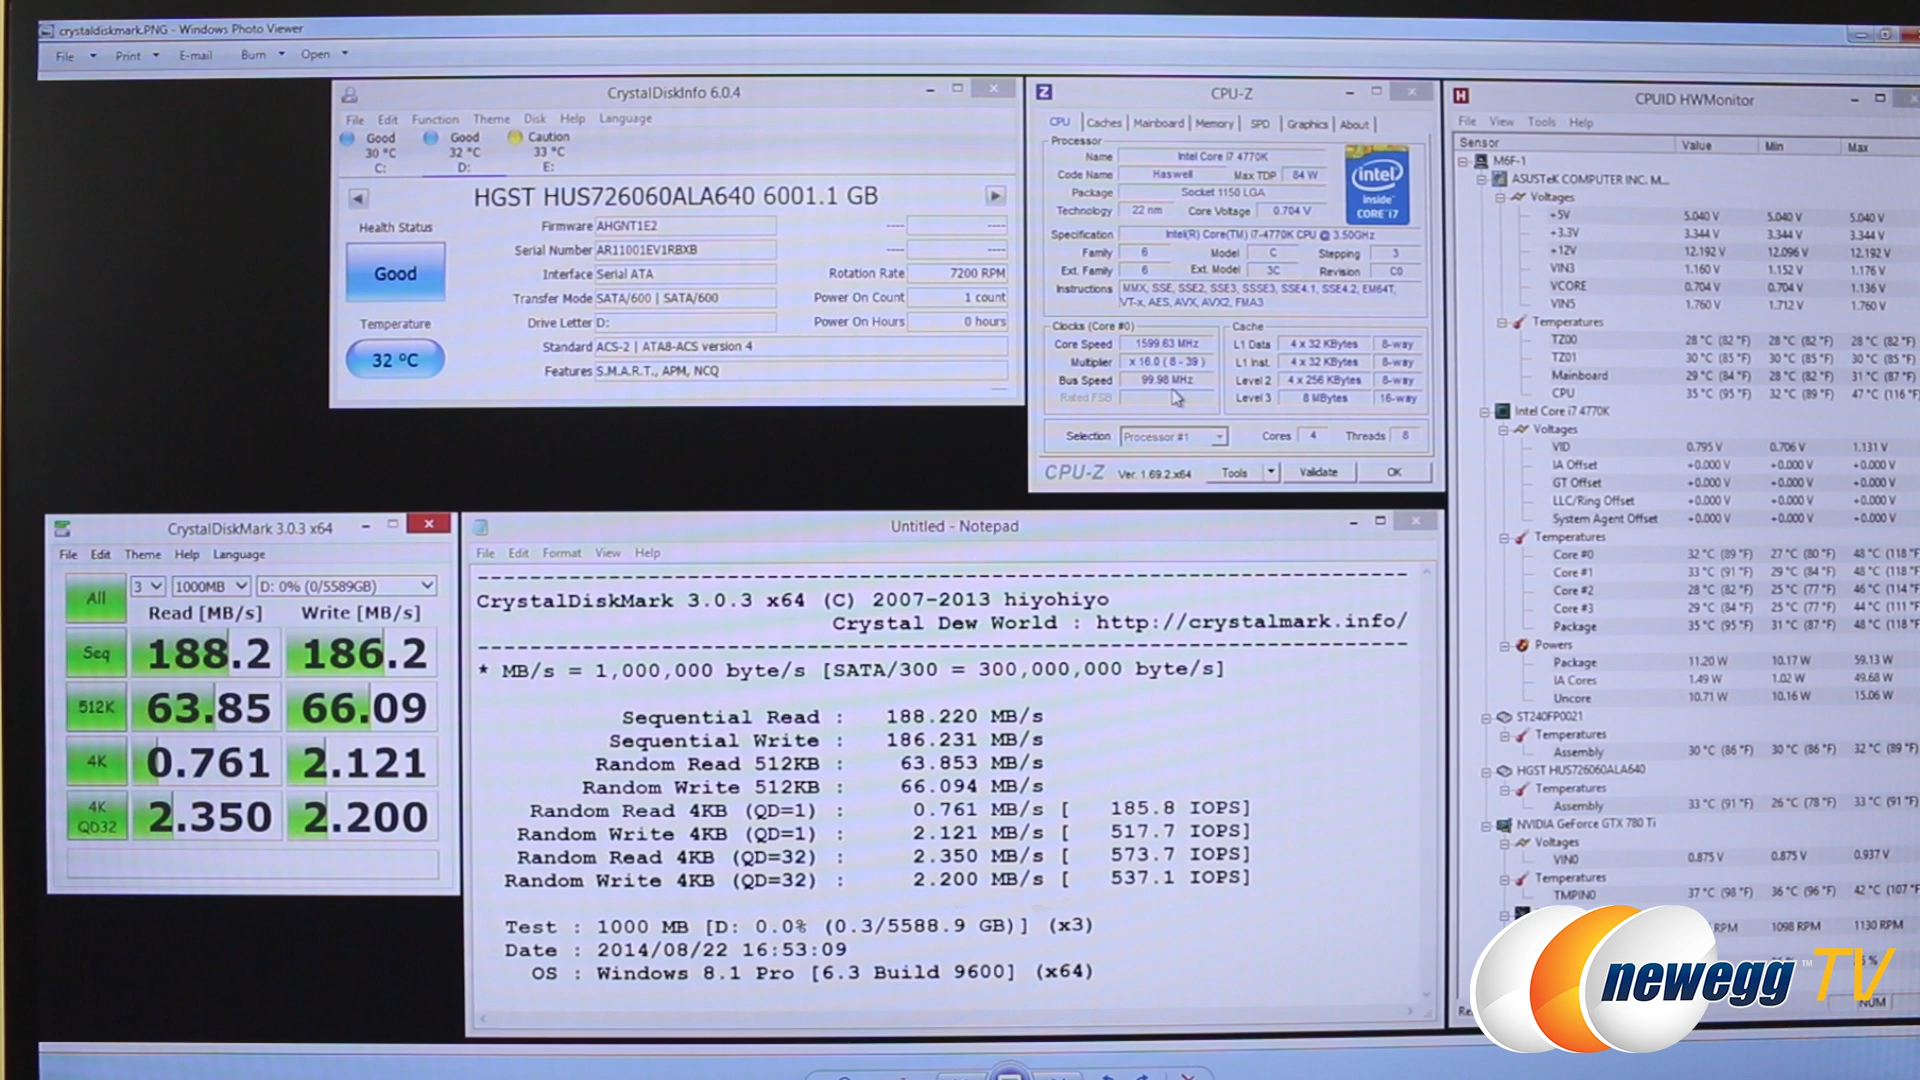 crystaldiskmark.PNG - Windows Photo Viewer
File Print E-mail Burn Open
CrystalDiskInfo 6.0.4
File Edit Function Theme Disk Help Language
Good Good Caution
30 °C 32 °C 33 °C
C: D: E:
HGST HUS726060ALA640 6001.1 GB
Health Status
Good
Temperature
32 °C
Firmware AHGNT1E2 ---- ----
Serial Number AR11001EV1RBXB ---- ----
Interface Serial ATA Rotation Rate 7200 RPM
Transfer Mode SATA/600 | SATA/600 Power On Count 1 count
Drive Letter D: Power On Hours 0 hours
Standard ACS-2 | ATA8-ACS version 4
Features S.M.A.R.T., APM, NCQ
CPU-Z
CPU Caches Mainboard Memory SPD Graphics About
Processor
Name Intel Core i7 4770K
Code Name Haswell Max TDP 84 W
Package Socket 1150 LGA
Technology 22 nm Core Voltage 0.704 V
intel inside™ CORE™ i7
Specification Intel(R) Core(TM) i7-4770K CPU @ 3.50GHz
Family 6 Model C Stepping 3
Ext. Family 6 Ext. Model 3C Revision C0
Instructions MMX, SSE, SSE2, SSE3, SSSE3, SSE4.1, SSE4.2, EM64T,
VT-x, AES, AVX, AVX2, FMA3
Clocks (Core #0) Cache
Core Speed 1599.63 MHz L1 Data 4 x 32 KBytes 8-way
Multiplier x 16.0 ( 8 - 39 ) L1 Inst. 4 x 32 KBytes 8-way
Bus Speed 99.98 MHz Level 2 4 x 256 KBytes 8-way
Rated FSB Level 3 8 MBytes 16-way
Selection Processor #1 Cores 4 Threads 8
CPU-Z Ver. 1.69.2.x64 Tools Validate OK
CPUID HWMonitor
File View Tools Help
Sensor Value Min Max
M6F-1
ASUSTeK COMPUTER INC. M...
Voltages
+5V 5.040 V 5.040 V 5.040 V
+3.3V 3.344 V 3.344 V 3.344 V
+12V 12.192 V 12.096 V 12.192 V
VIN3 1.160 V 1.152 V 1.176 V
VCORE 0.704 V 0.704 V 1.136 V
VIN5 1.760 V 1.712 V 1.760 V
Temperatures
TZ00 28 °C (82 °F) 28 °C (82 °F) 28 °C (82 °F)
TZ01 30 °C (85 °F) 30 °C (85 °F) 30 °C (85 °F)
Mainboard 29 °C (84 °F) 28 °C (82 °F) 31 °C (87 °F)
CPU 35 °C (95 °F) 32 °C (89 °F) 47 °C (116 °F
Intel Core i7 4770K
Voltages
VID 0.795 V 0.706 V 1.131 V
IA Offset +0.000 V +0.000 V +0.000 V
GT Offset +0.000 V +0.000 V +0.000 V
LLC/Ring Offset +0.000 V +0.000 V +0.000 V
System Agent Offset +0.000 V +0.000 V +0.000 V
Temperatures
Core #0 32 °C (89 °F) 27 °C (80 °F) 48 °C (118 °F
Core #1 33 °C (91 °F) 29 °C (84 °F) 48 °C (118 °F
Core #2 28 °C (82 °F) 25 °C (77 °F) 46 °C (114 °F
Core #3 29 °C (84 °F) 25 °C (77 °F) 44 °C (111 °F
Package 35 °C (95 °F) 31 °C (87 °F) 48 °C (118 °F
Powers
Package 11.20 W 10.17 W 59.13 W
IA Cores 1.49 W 1.02 W 49.68 W
Uncore 10.71 W 10.16 W 15.06 W
ST240FP0021
Temperatures
Assembly 30 °C (86 °F) 30 °C (86 °F) 32 °C (89 °F)
HGST HUS726060ALA640
Temperatures
Assembly 33 °C (91 °F) 26 °C (78 °F) 33 °C (91 °F)
NVIDIA GeForce GTX 780 Ti
Voltages
VIN0 0.875 V 0.875 V 0.937 V
Temperatures
TMPIN0 37 °C (98 °F) 36 °C (96 °F) 42 °C (107 °F
RPM 1098 RPM 1130 RPM
%
NUM
CrystalDiskMark 3.0.3 x64
File Edit Theme Help Language
All 3 1000MB D: 0% (0/5589GB)
Read [MB/s] Write [MB/s]
Seq 188.2 186.2
512K 63.85 66.09
4K 0.761 2.121
4K QD32 2.350 2.200
Untitled - Notepad
File Edit Format View Help
CrystalDiskMark 3.0.3 x64 (C) 2007-2013 hiyohiyo
Crystal Dew World : http://crystalmark.info/
* MB/s = 1,000,000 byte/s [SATA/300 = 300,000,000 byte/s]
Sequential Read : 188.220 MB/s
Sequential Write : 186.231 MB/s
Random Read 512KB : 63.853 MB/s
Random Write 512KB : 66.094 MB/s
Random Read 4KB (QD=1) : 0.761 MB/s [ 185.8 IOPS]
Random Write 4KB (QD=1) : 2.121 MB/s [ 517.7 IOPS]
Random Read 4KB (QD=32) : 2.350 MB/s [ 573.7 IOPS]
Random Write 4KB (QD=32) : 2.200 MB/s [ 537.1 IOPS]
Test : 1000 MB [D: 0.0% (0.3/5588.9 GB)] (x3)
Date : 2014/08/22 16:53:09
OS : Windows 8.1 Pro [6.3 Build 9600] (x64)
newegg™ TV